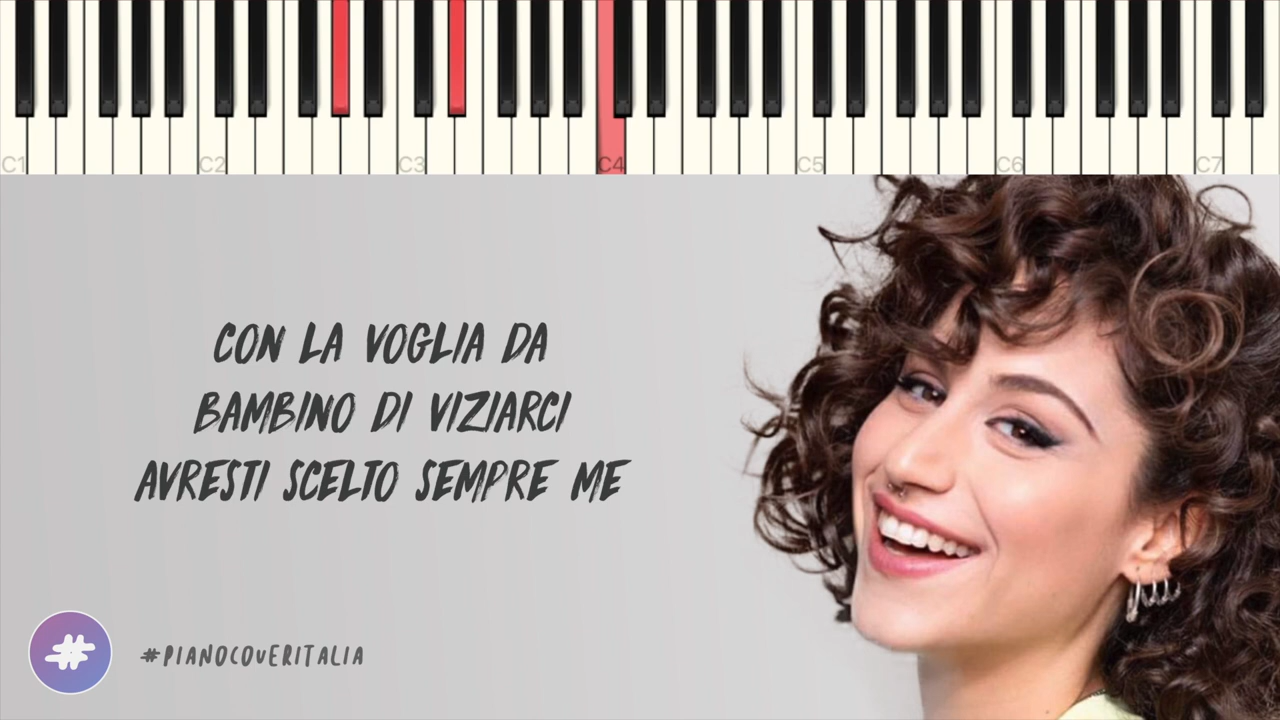 C1 C2 C3 C4 C5 C6 C7
CON LA VOGLIA DA
BAMBINO DI VIZIARCI
AVRESTI SCELTO SEMPRE ME
#PIANOCOVERITALIA